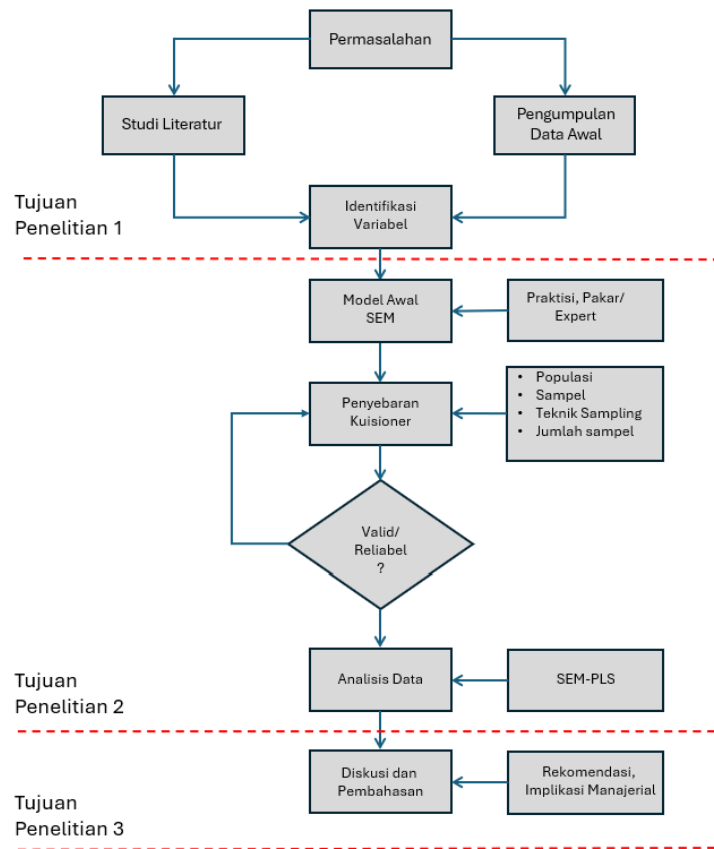 Permasalahan
Studi Literatur
Pengumpulan
Data Awal
Tujuan
Penelitian 1
Identifikasi
Variabel
Model Awal
SEM
Praktisi, Pakar/
Expert
Penyebaran
Kuisioner
• Populasi
• Sampel
• Teknik Sampling
• Jumlah sampel
Valid/
Reliabel
?
Tujuan
Penelitian 2
Analisis Data
SEM-PLS
Diskusi dan
Pembahasan
Rekomendasi,
Implikasi Manajerial
Tujuan
Penelitian 3